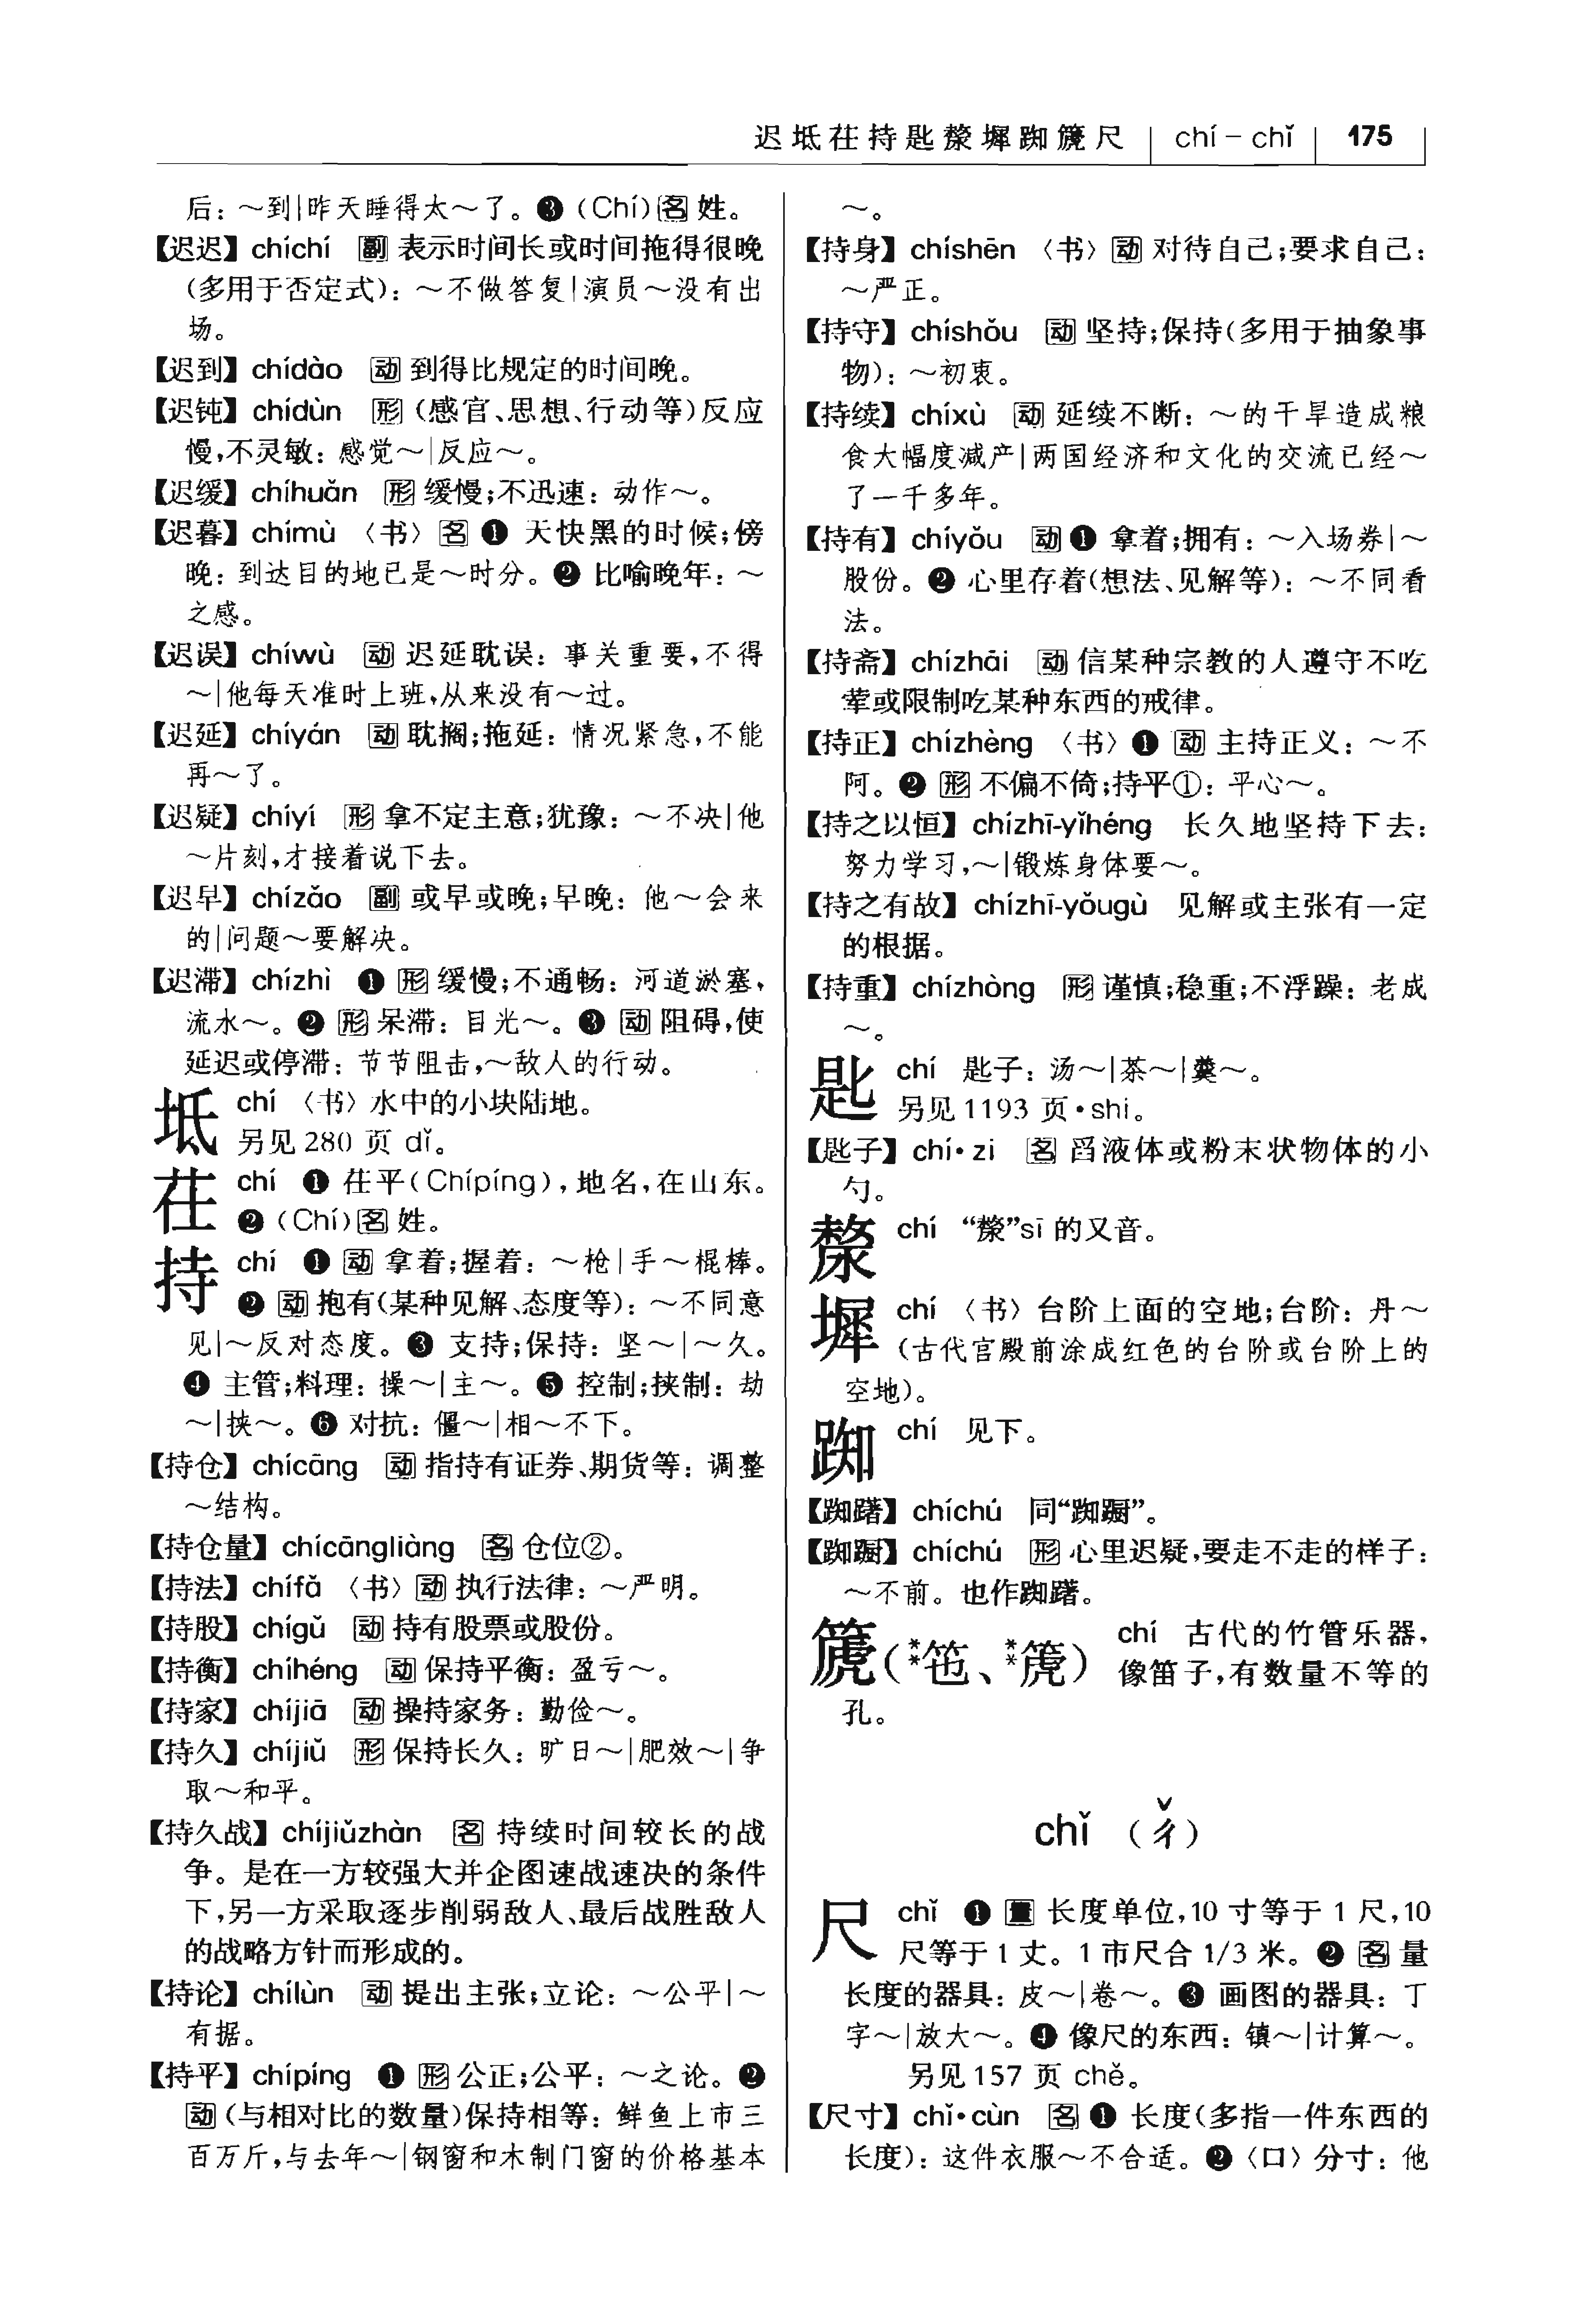 迟坻茌持匙漦墀踟篪尺 | chí－chǐ | 175
后：～到|昨天睡得太～了。❸（Chí）名 姓。
【迟迟】chíchí 副 表示时间长或时间拖得很晚
（多用于否定式）：～不做答复|演员～没有出
场。
【迟到】chídào 动 到得比规定的时间晚。
【迟钝】chídùn 形（感官、思想、行动等）反应
慢，不灵敏：感觉～|反应～。
【迟缓】chíhuǎn 形 缓慢；不迅速：动作～。
【迟暮】chímù〈书〉名 ❶ 天快黑的时候；傍
晚：到达目的地已是～时分。❷ 比喻晚年：～
之感。
【迟误】chíwù 动 迟延耽误：事关重要，不得
～|他每天准时上班，从来没有～过。
【迟延】chíyán 动 耽搁；拖延：情况紧急，不能
再～了。
【迟疑】chíyí 形 拿不定主意；犹豫：～不决|他
～片刻，才接着说下去。
【迟早】chízǎo 副 或早或晚；早晚：他～会来
的|问题～要解决。
【迟滞】chízhì ❶ 形 缓慢；不通畅：河道淤塞，
流水～。❷ 形 呆滞：目光～。❸ 动 阻碍，使
延迟或停滞：节节阻击，～敌人的行动。
坻 chí〈书〉水中的小块陆地。
另见 280 页 dǐ。
茌 chí ❶ 茌平（Chípíng），地名，在山东。
❷（Chí）名 姓。
持 chí ❶ 动 拿着；握着：～枪|手～棍棒。
❷ 动 抱有（某种见解、态度等）：～不同意
见|～反对态度。❸ 支持；保持：坚～|～久。
❹ 主管；料理：操～|主～。❺ 控制；挟制：劫
～|挟～。❻ 对抗：僵～|相～不下。
【持仓】chícāng 动 指持有证券、期货等：调整
～结构。
【持仓量】chícāngliàng 名 仓位②。
【持法】chífǎ〈书〉动 执行法律：～严明。
【持股】chígǔ 动 持有股票或股份。
【持衡】chíhéng 动 保持平衡：盈亏～。
【持家】chíjiā 动 操持家务：勤俭～。
【持久】chíjiǔ 形 保持长久：旷日～|肥效～|争
取～和平。
【持久战】chíjiǔzhàn 名 持续时间较长的战
争。是在一方较强大并企图速战速决的条件
下，另一方采取逐步削弱敌人、最后战胜敌人
的战略方针而形成的。
【持论】chílùn 动 提出主张；立论：～公平|～
有据。
【持平】chípíng ❶ 形 公正；公平：～之论。❷
动（与相对比的数量）保持相等：鲜鱼上市三
百万斤，与去年～|钢窗和木制门窗的价格基本
～。
【持身】chíshēn〈书〉动 对待自己；要求自己：
～严正。
【持守】chíshǒu 动 坚持；保持（多用于抽象事
物）：～初衷。
【持续】chíxù 动 延续不断：～的干旱造成粮
食大幅度减产|两国经济和文化的交流已经～
了一千多年。
【持有】chíyǒu 动 ❶ 拿着；拥有：～入场券|～
股份。❷ 心里存着（想法、见解等）：～不同看
法。
【持斋】chízhāi 动 信某种宗教的人遵守不吃
荤或限制吃某种东西的戒律。
【持正】chízhèng〈书〉❶ 动 主持正义：～不
阿。❷ 形 不偏不倚；持平①：平心～。
【持之以恒】chízhī-yǐhéng 长久地坚持下去：
努力学习，～|锻炼身体要～。
【持之有故】chízhī-yǒugù 见解或主张有一定
的根据。
【持重】chízhòng 形 谨慎；稳重；不浮躁：老成
～。
匙 chí 匙子：汤～|茶～|羹～。
另见 1193 页·shi。
【匙子】chí·zi 名 舀液体或粉末状物体的小
勺。
漦 chí “漦”sī 的又音。
墀 chí〈书〉台阶上面的空地；台阶：丹～
（古代宫殿前涂成红色的台阶或台阶上的
空地）。
踟 chí 见下。
【踟躇】chíchú 同“踟蹰”。
【踟蹰】chíchú 形 心里迟疑，要走不走的样子：
～不前。也作踟躇。
篪（**竾、**箎） chí 古代的竹管乐器，
像笛子，有数量不等的
孔。
chǐ（ㄔˇ）
尺 chǐ ❶ 量 长度单位，10 寸等于 1 尺，10
尺等于 1 丈。1 市尺合 1/3 米。❷ 名 量
长度的器具：皮～|卷～。❸ 画图的器具：丁
字～|放大～。❹ 像尺的东西：镇～|计算～。
另见 157 页 chě。
【尺寸】chǐ·cùn 名 ❶ 长度（多指一件东西的
长度）：这件衣服～不合适。❷〈口〉分寸：他